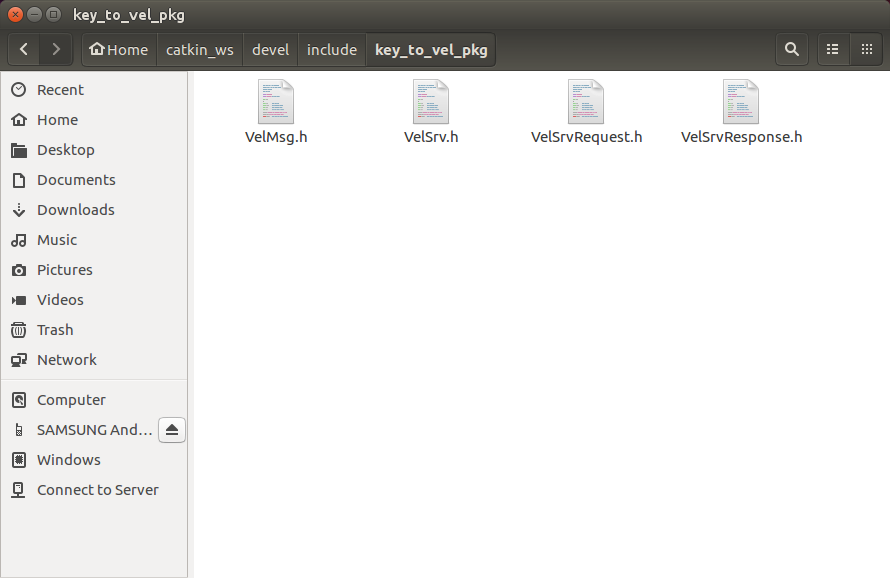 key_to_vel_pkg
Home catkin_ws devel include key_to_vel_pkg
Recent
Home
Desktop
Documents
Downloads
Music
Pictures
Videos
Trash
Network
Computer
SAMSUNG And...
Windows
Connect to Server
VelMsg.h VelSrv.h VelSrvRequest.h VelSrvResponse.h